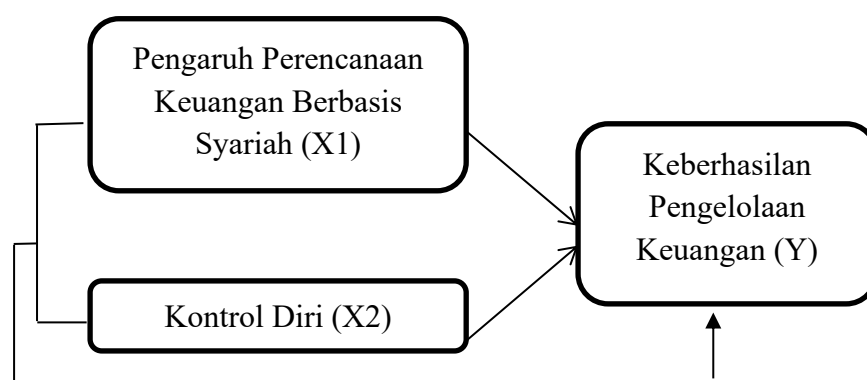 Pengaruh Perencanaan
Keuangan Berbasis
Syariah (X1)
Keberhasilan
Pengelolaan
Keuangan (Y)
Kontrol Diri (X2)